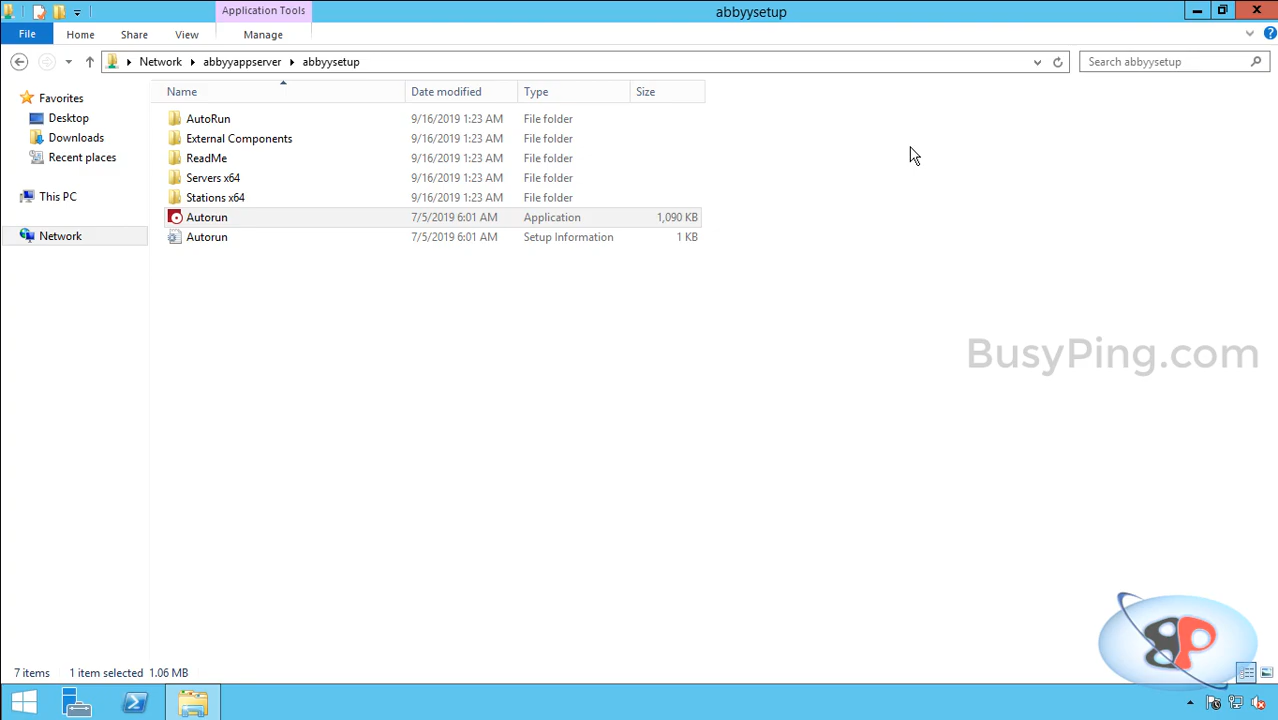 Application Tools
abbyysetup
File
Home
Share
View
Manage
Network
abbyyappserver
abbyysetup
Search abbyysetup
Name
Date modified
Type
Size
Favorites
Desktop
Downloads
Recent places
This PC
Network
AutoRun 9/16/2019 1:23 AM File folder
External Components 9/16/2019 1:23 AM File folder
ReadMe 9/16/2019 1:23 AM File folder
Servers x64 9/16/2019 1:23 AM File folder
Stations x64 9/16/2019 1:23 AM File folder
Autorun 7/5/2019 6:01 AM Application 1,090 KB
Autorun 7/5/2019 6:01 AM Setup Information 1 KB
BusyPing.com
7 items 1 item selected 1.06 MB